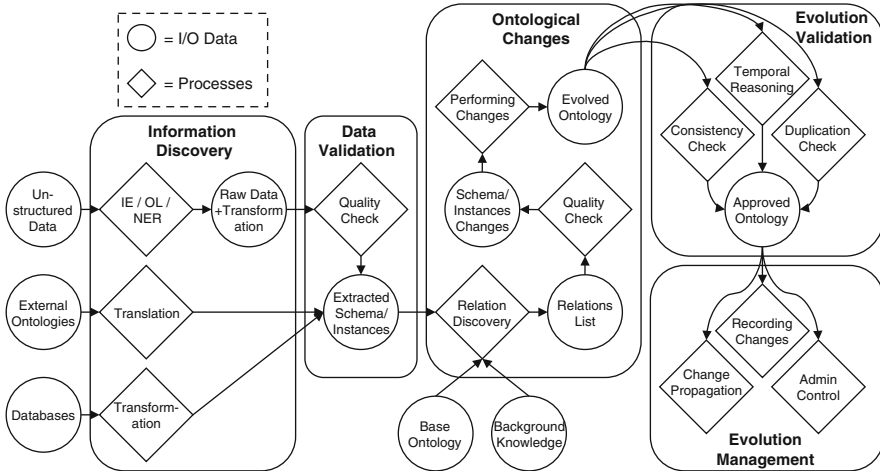 = I/O Data
= Processes
Information
Discovery
Un-
structured
Data
IE / OL /
NER
Raw Data
+Transform
ation
External
Ontologies
Translation
Databases
Transform-
ation
Data
Validation
Quality
Check
Extracted
Schema/
Instances
Ontological
Changes
Performing
Changes
Evolved
Ontology
Schema/
Instances
Changes
Quality
Check
Relation
Discovery
Relations
List
Base
Ontology
Background
Knowledge
Evolution
Validation
Temporal
Reasoning
Consistency
Check
Duplication
Check
Approved
Ontology
Recording
Changes
Change
Propagation
Admin
Control
Evolution
Management